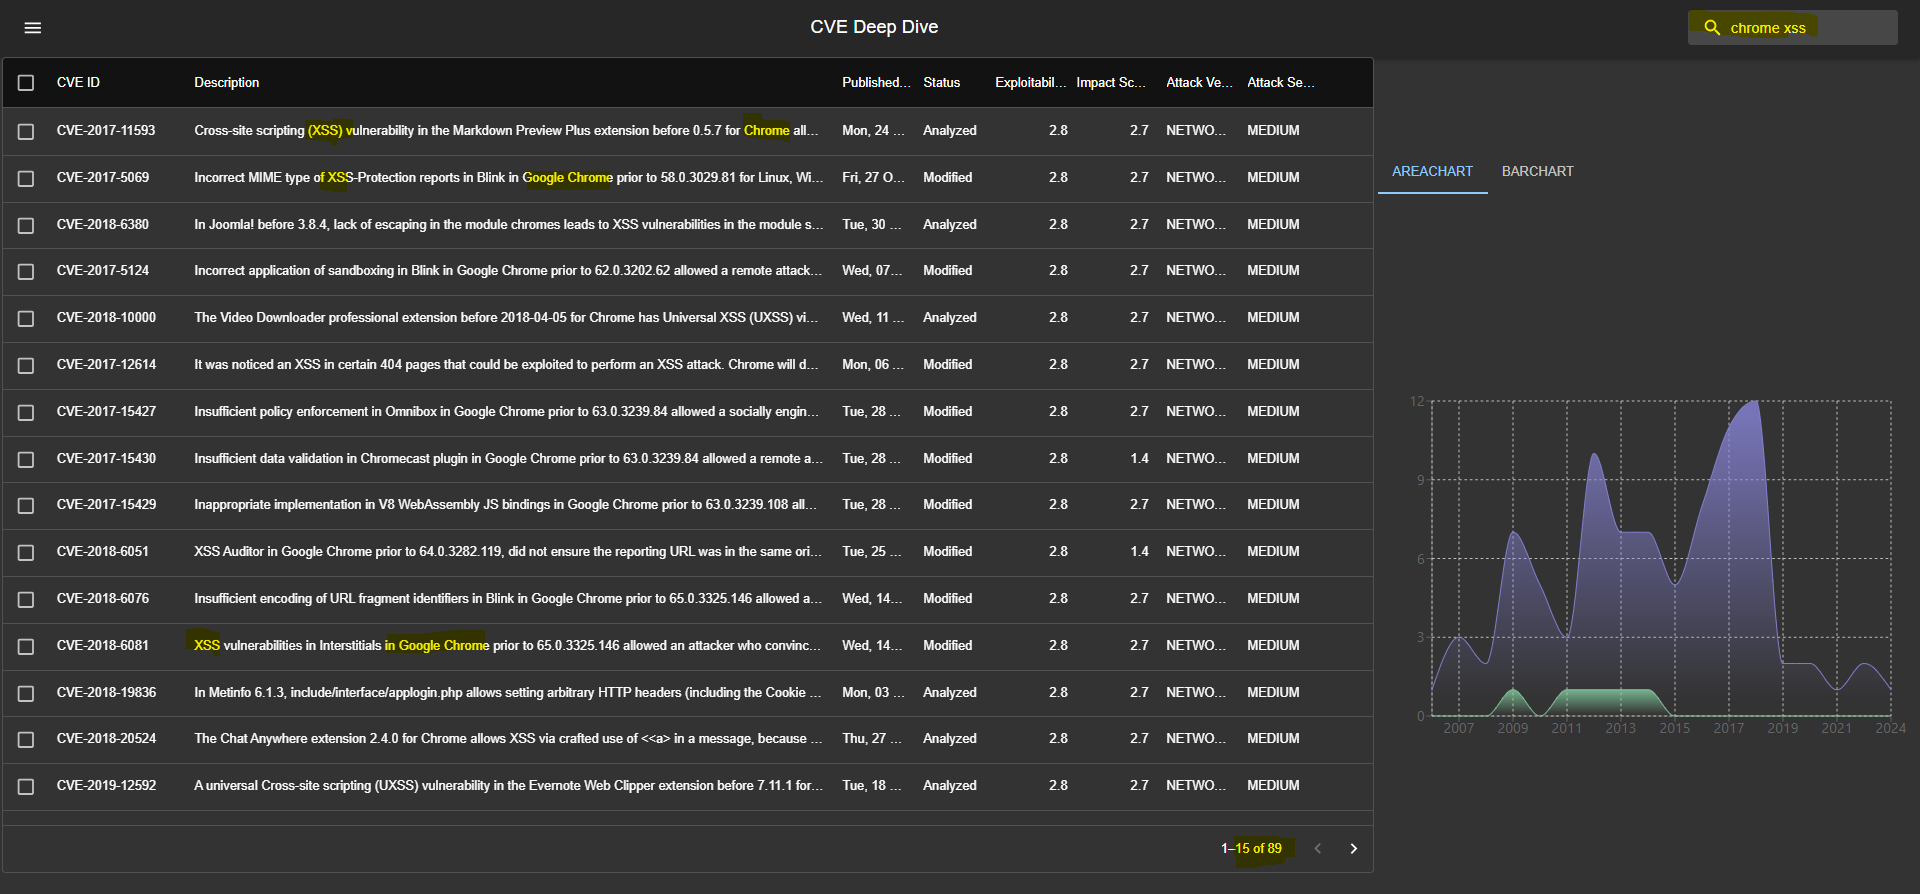 CVE Deep Dive
chrome xss
CVE ID Description Published... Status Exploitabil... Impact Sc... Attack Ve... Attack Se...
CVE-2017-11593 Cross-site scripting (XSS) vulnerability in the Markdown Preview Plus extension before 0.5.7 for Chrome all... Mon, 24 ... Analyzed 2.8 2.7 NETWO... MEDIUM
CVE-2017-5069 Incorrect MIME type of XSS-Protection reports in Blink in Google Chrome prior to 58.0.3029.81 for Linux, Wi... Fri, 27 O... Modified 2.8 2.7 NETWO... MEDIUM
CVE-2018-6380 In Joomla! before 3.8.4, lack of escaping in the module chromes leads to XSS vulnerabilities in the module s... Tue, 30 ... Analyzed 2.8 2.7 NETWO... MEDIUM
CVE-2017-5124 Incorrect application of sandboxing in Blink in Google Chrome prior to 62.0.3202.62 allowed a remote attack... Wed, 07... Modified 2.8 2.7 NETWO... MEDIUM
CVE-2018-10000 The Video Downloader professional extension before 2018-04-05 for Chrome has Universal XSS (UXSS) vi... Wed, 11 ... Analyzed 2.8 2.7 NETWO... MEDIUM
CVE-2017-12614 It was noticed an XSS in certain 404 pages that could be exploited to perform an XSS attack. Chrome will d... Mon, 06 ... Modified 2.8 2.7 NETWO... MEDIUM
CVE-2017-15427 Insufficient policy enforcement in Omnibox in Google Chrome prior to 63.0.3239.84 allowed a socially engin... Tue, 28 ... Modified 2.8 2.7 NETWO... MEDIUM
CVE-2017-15430 Insufficient data validation in Chromecast plugin in Google Chrome prior to 63.0.3239.84 allowed a remote a... Tue, 28 ... Modified 2.8 1.4 NETWO... MEDIUM
CVE-2017-15429 Inappropriate implementation in V8 WebAssembly JS bindings in Google Chrome prior to 63.0.3239.108 all... Tue, 28 ... Modified 2.8 2.7 NETWO... MEDIUM
CVE-2018-6051 XSS Auditor in Google Chrome prior to 64.0.3282.119, did not ensure the reporting URL was in the same ori... Tue, 25 ... Modified 2.8 1.4 NETWO... MEDIUM
CVE-2018-6076 Insufficient encoding of URL fragment identifiers in Blink in Google Chrome prior to 65.0.3325.146 allowed a... Wed, 14... Modified 2.8 2.7 NETWO... MEDIUM
CVE-2018-6081 XSS vulnerabilities in Interstitials in Google Chrome prior to 65.0.3325.146 allowed an attacker who convinc... Wed, 14... Modified 2.8 2.7 NETWO... MEDIUM
CVE-2018-19836 In Metinfo 6.1.3, include/interface/applogin.php allows setting arbitrary HTTP headers (including the Cookie ... Mon, 03 ... Analyzed 2.8 2.7 NETWO... MEDIUM
CVE-2018-20524 The Chat Anywhere extension 2.4.0 for Chrome allows XSS via crafted use of <<a> in a message, because ... Thu, 27 ... Analyzed 2.8 2.7 NETWO... MEDIUM
CVE-2019-12592 A universal Cross-site scripting (UXSS) vulnerability in the Evernote Web Clipper extension before 7.11.1 for... Tue, 18 ... Analyzed 2.8 2.7 NETWO... MEDIUM
1–15 of 89
AREACHART BARCHART
12
9
6
3
0
2007 2009 2011 2013 2015 2017 2019 2021 2024